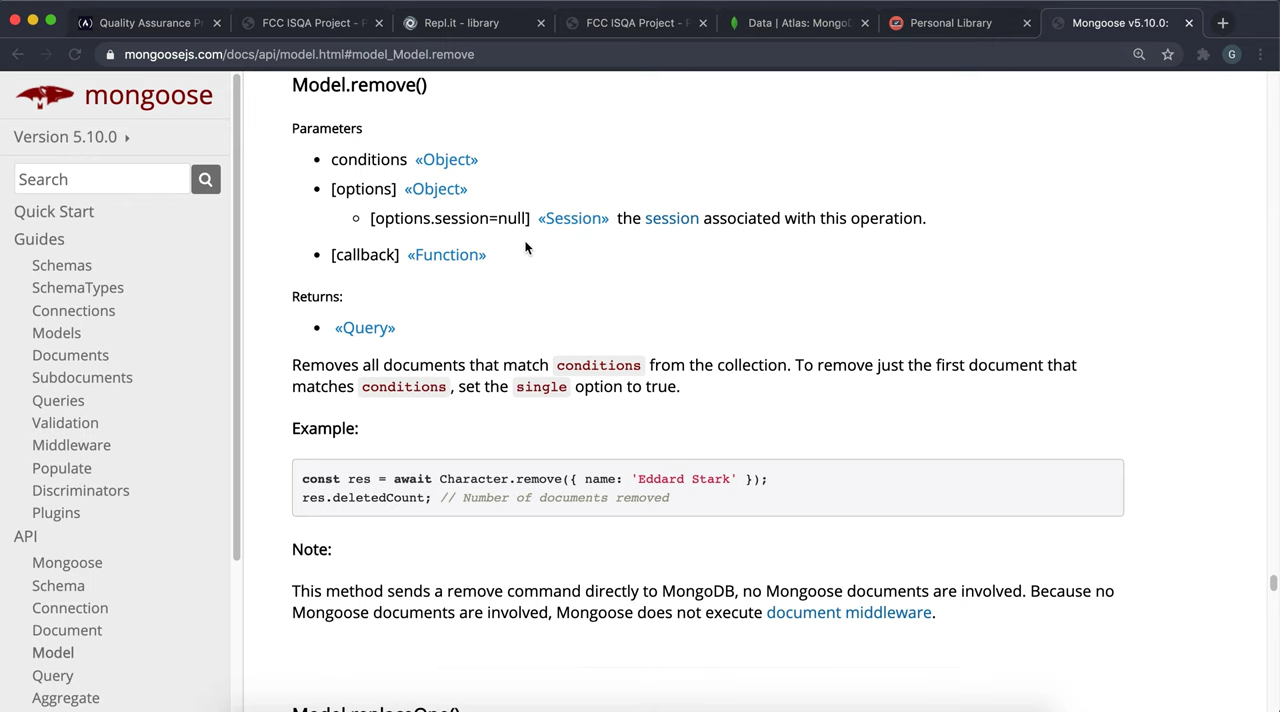 Quality Assurance Pr
FCC ISQA Project - F
Repl.it - library
FCC ISQA Project - F
Data | Atlas: MongoD
Personal Library
Mongoose v5.10.0:
mongoosejs.com/docs/api/model.html#model_Model.remove
G
mongoose
Version 5.10.0
Search
Quick Start
Guides
Schemas
SchemaTypes
Connections
Models
Documents
Subdocuments
Queries
Validation
Middleware
Populate
Discriminators
Plugins
API
Mongoose
Schema
Connection
Document
Model
Query
Aggregate
Model.remove()
Parameters
• conditions «Object»
• [options] «Object»
◦ [options.session=null] «Session» the session associated with this operation.
• [callback] «Function»
Returns:
• «Query»
Removes all documents that match conditions from the collection. To remove just the first document that
matches conditions, set the single option to true.
Example:
const res = await Character.remove({ name: 'Eddard Stark' });
res.deletedCount; // Number of documents removed
Note:
This method sends a remove command directly to MongoDB, no Mongoose documents are involved. Because no
Mongoose documents are involved, Mongoose does not execute document middleware.
Model.replaceOne()